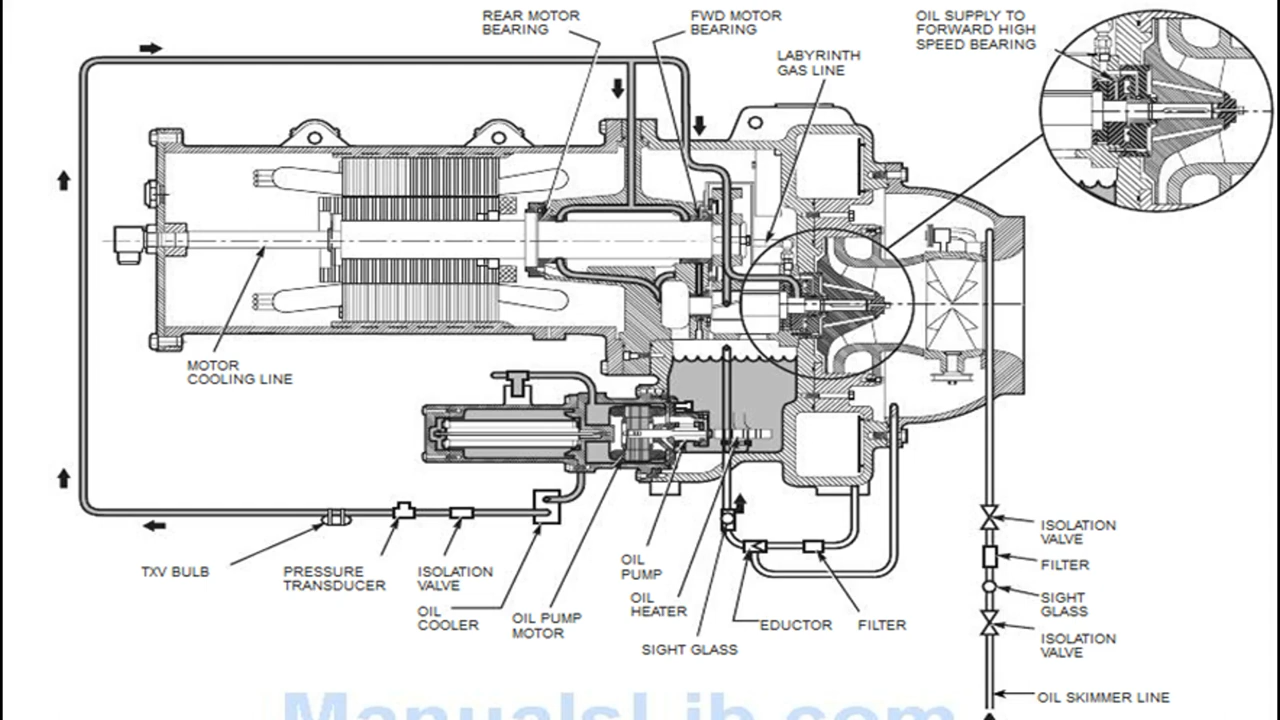 REAR MOTOR
BEARING
FWD MOTOR
BEARING
OIL SUPPLY TO
FORWARD HIGH
SPEED BEARING
LABYRINTH
GAS LINE
MOTOR
COOLING LINE
TXV BULB
PRESSURE
TRANSDUCER
ISOLATION
VALVE
OIL
COOLER
OIL PUMP
MOTOR
OIL
PUMP
OIL
HEATER
SIGHT GLASS
EDUCTOR
FILTER
ISOLATION
VALVE
FILTER
SIGHT
GLASS
ISOLATION
VALVE
OIL SKIMMER LINE
ManualsLib.com